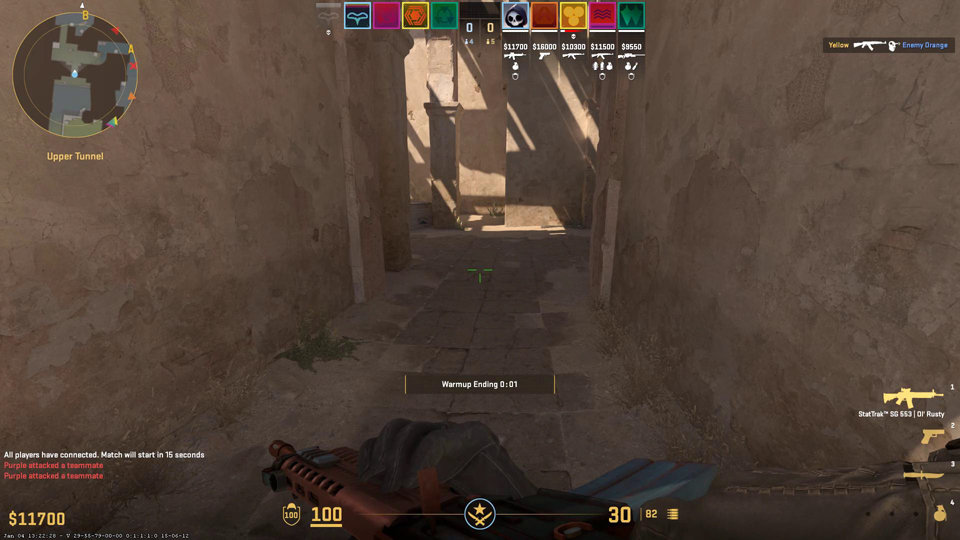 0 0
4 5
$11700 $16000 $10300 $11500 $9550
Yellow Enemy Orange
B
A
Upper Tunnel
Warmup Ending 0:01
1
StatTrak™ SG 553 | Ol' Rusty
2
3
4
All players have connected. Match will start in 15 seconds
Purple attacked a teammate
Purple attacked a teammate
$11700
100 100
30 82